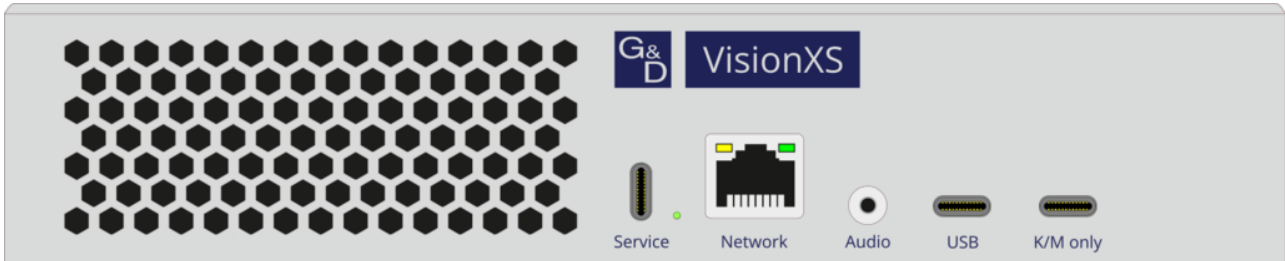 G&D
VisionXS
Service
Network
Audio
USB
K/M only